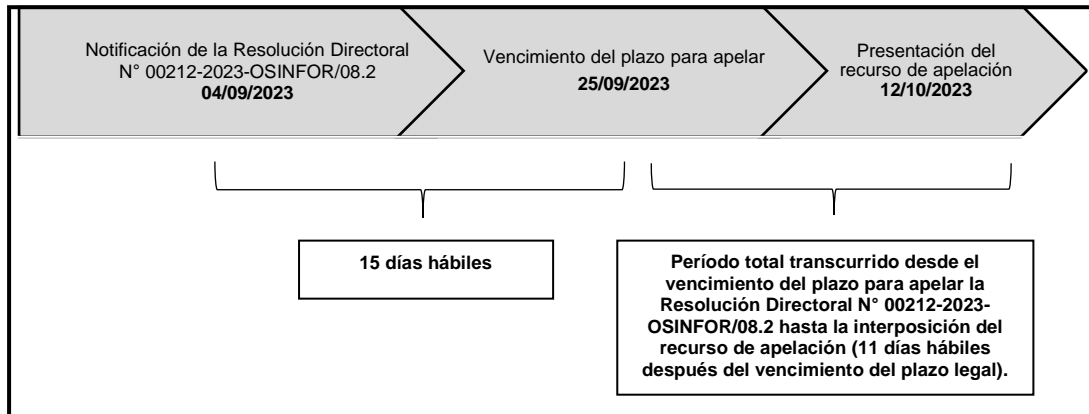 Notificación de la Resolución Directoral
N° 00212-2023-OSINFOR/08.2
04/09/2023
Vencimiento del plazo para apelar
25/09/2023
Presentación del
recurso de apelación
12/10/2023
15 días hábiles
Período total transcurrido desde el
vencimiento del plazo para apelar la
Resolución Directoral N° 00212-2023-
OSINFOR/08.2 hasta la interposición del
recurso de apelación (11 días hábiles
después del vencimiento del plazo legal).